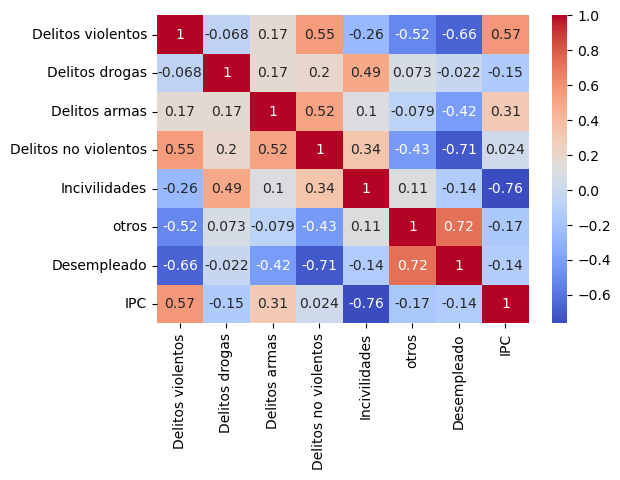 Delitos violentos 1 -0.068 0.17 0.55 -0.26 -0.52 -0.66 0.57
Delitos drogas -0.068 1 0.17 0.2 0.49 0.073 -0.022 -0.15
Delitos armas 0.17 0.17 1 0.52 0.1 -0.079 -0.42 0.31
Delitos no violentos 0.55 0.2 0.52 1 0.34 -0.43 -0.71 0.024
Incivilidades -0.26 0.49 0.1 0.34 1 0.11 -0.14 -0.76
otros -0.52 0.073 -0.079 -0.43 0.11 1 0.72 -0.17
Desempleado -0.66 -0.022 -0.42 -0.71 -0.14 0.72 1 -0.14
IPC 0.57 -0.15 0.31 0.024 -0.76 -0.17 -0.14 1
Delitos violentos
Delitos drogas
Delitos armas
Delitos no violentos
Incivilidades
otros
Desempleado
IPC
1.0
0.8
0.6
0.4
0.2
0.0
−0.2
−0.4
−0.6